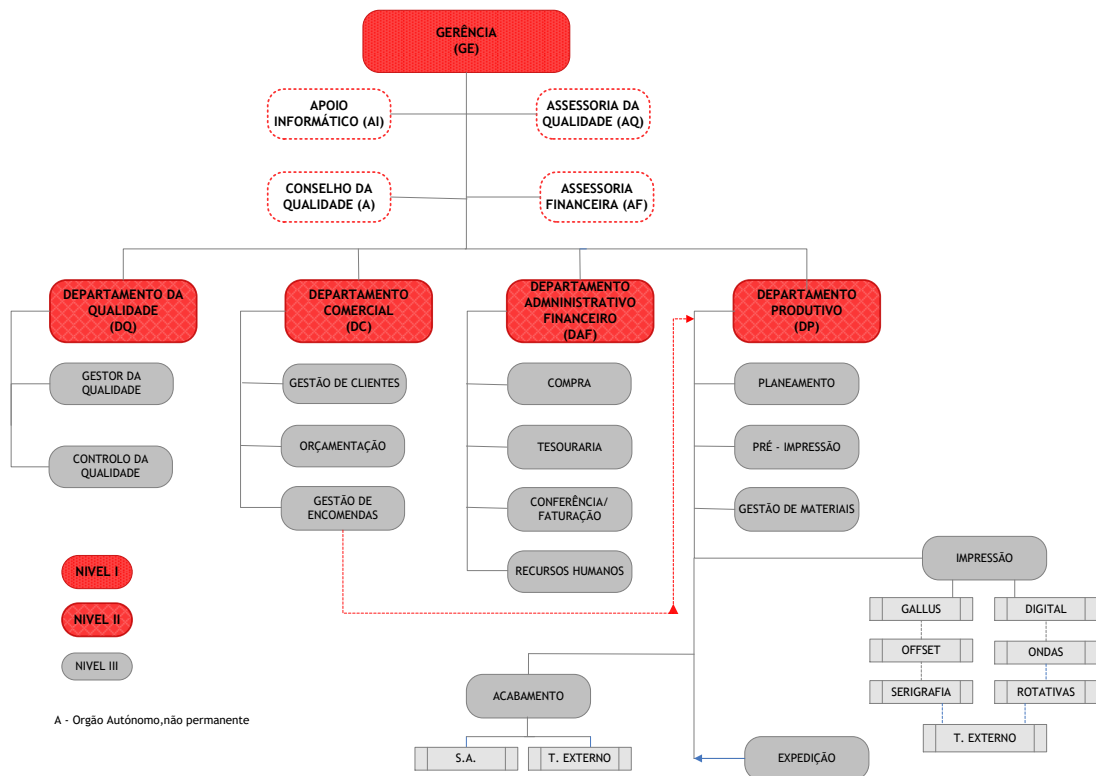 GERÊNCIA
(GE)
APOIO
INFORMÁTICO (AI)
ASSESSORIA DA
QUALIDADE (AQ)
CONSELHO DA
QUALIDADE (A)
ASSESSORIA
FINANCEIRA (AF)
DEPARTAMENTO DA
QUALIDADE
(DQ)
DEPARTAMENTO
COMERCIAL
(DC)
DEPARTAMENTO
ADMNINISTRATIVO
FINANCEIRO
(DAF)
DEPARTAMENTO
PRODUTIVO
(DP)
GESTOR DA
QUALIDADE
GESTÃO DE CLIENTES
COMPRA
PLANEAMENTO
CONTROLO DA
QUALIDADE
ORÇAMENTAÇÃO
TESOURARIA
PRÉ - IMPRESSÃO
GESTÃO DE
ENCOMENDAS
CONFERÊNCIA/
FATURAÇÃO
GESTÃO DE MATERIAIS
RECURSOS HUMANOS
IMPRESSÃO
GALLUS
DIGITAL
OFFSET
ONDAS
SERIGRAFIA
ROTATIVAS
T. EXTERNO
ACABAMENTO
S.A.
T. EXTERNO
EXPEDIÇÃO
NIVEL I
NIVEL II
NIVEL III
A - Orgão Autónomo,não permanente